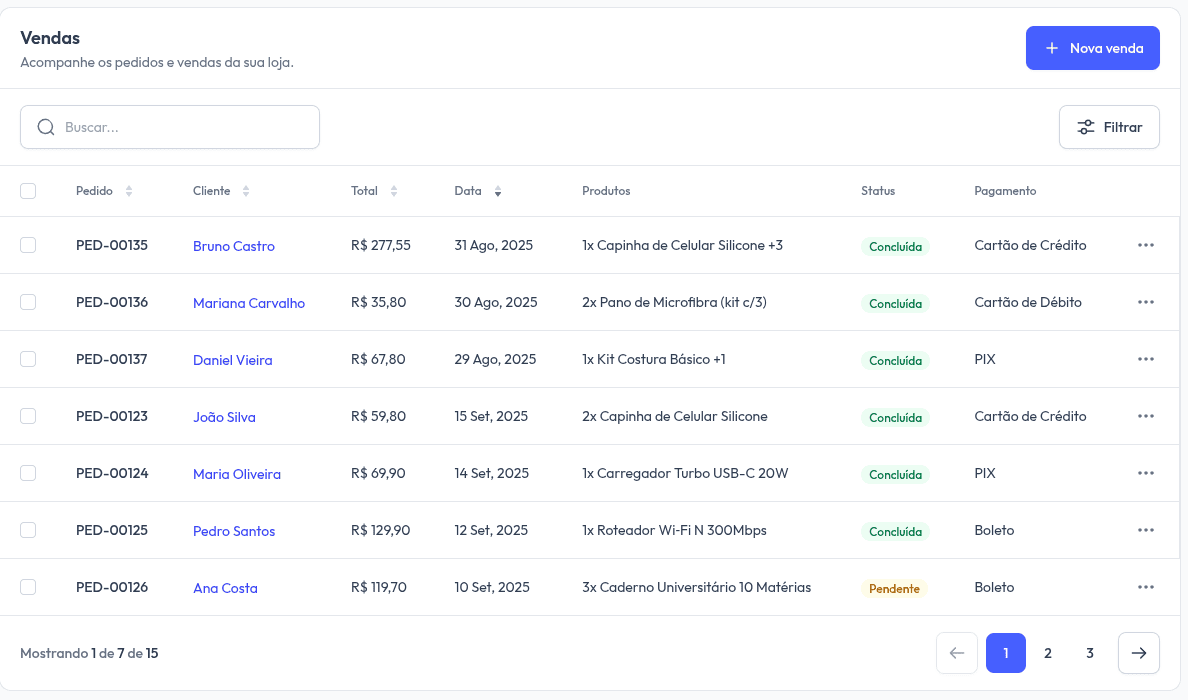 Vendas
Acompanhe os pedidos e vendas da sua loja.
Nova venda
Buscar...
Filtrar
Pedido Cliente Total Data Produtos Status Pagamento
PED-00135 Bruno Castro R$ 277,55 31 Ago, 2025 1x Capinha de Celular Silicone +3 Concluída Cartão de Crédito
PED-00136 Mariana Carvalho R$ 35,80 30 Ago, 2025 2x Pano de Microfibra (kit c/3) Concluída Cartão de Débito
PED-00137 Daniel Vieira R$ 67,80 29 Ago, 2025 1x Kit Costura Básico +1 Concluída PIX
PED-00123 João Silva R$ 59,80 15 Set, 2025 2x Capinha de Celular Silicone Concluída Cartão de Crédito
PED-00124 Maria Oliveira R$ 69,90 14 Set, 2025 1x Carregador Turbo USB-C 20W Concluída PIX
PED-00125 Pedro Santos R$ 129,90 12 Set, 2025 1x Roteador Wi-Fi N 300Mbps Concluída Boleto
PED-00126 Ana Costa R$ 119,70 10 Set, 2025 3x Caderno Universitário 10 Matérias Pendente Boleto
Mostrando 1 de 7 de 15 1 2 3